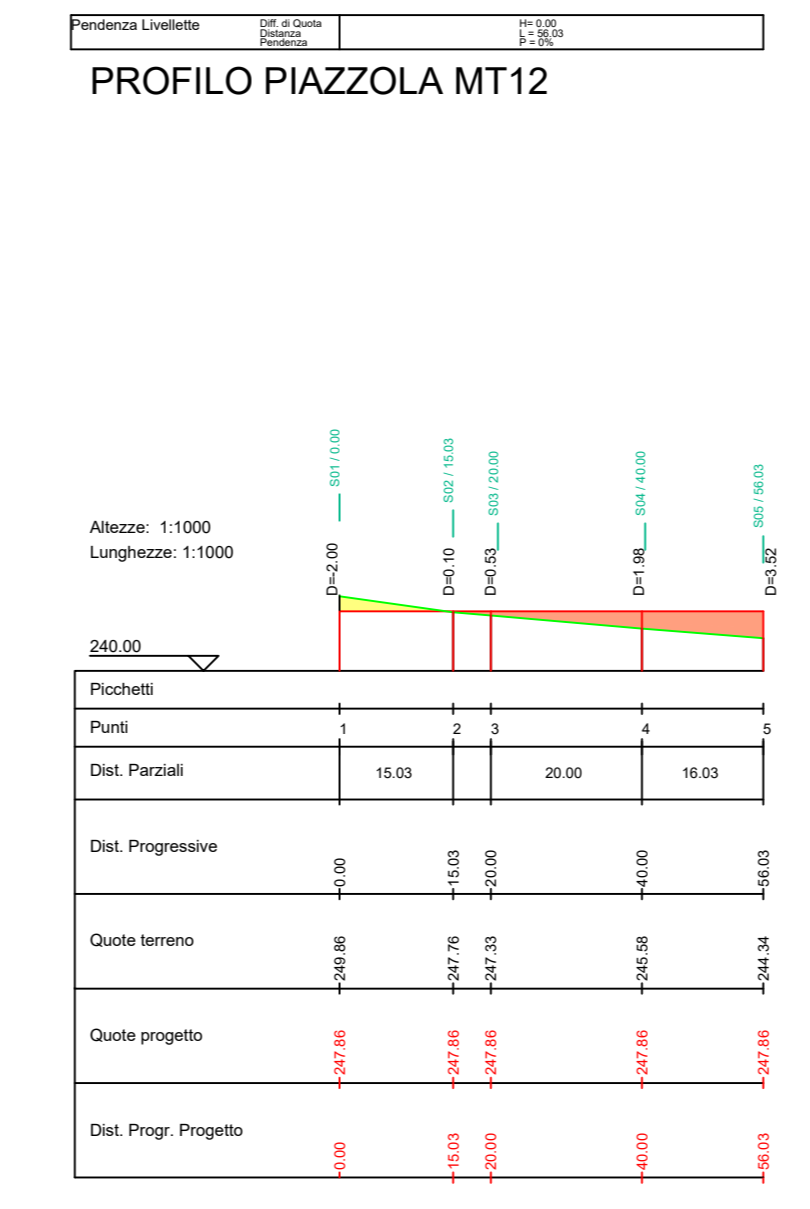 Pendenza Livellette
Diff. di Quota
Distanza
Pendenza
H= 0.00
L = 56.03
P = 0%
PROFILO PIAZZOLA MT12
S01 / 0.00
S02 / 15.03
S03 / 20.00
S04 / 40.00
S05 / 56.03
Altezze: 1:1000
Lunghezze: 1:1000
D=-2.00
D=0.10
D=0.53
D=1.98
D=3.52
240.00
Picchetti
Punti
1 2 3 4 5
Dist. Parziali
15.03 20.00 16.03
Dist. Progressive
0.00 15.03 20.00 40.00 56.03
Quote terreno
249.86 247.76 247.33 245.58 244.34
Quote progetto
247.86 247.86 247.86 247.86 247.86
Dist. Progr. Progetto
0.00 15.03 20.00 40.00 56.03